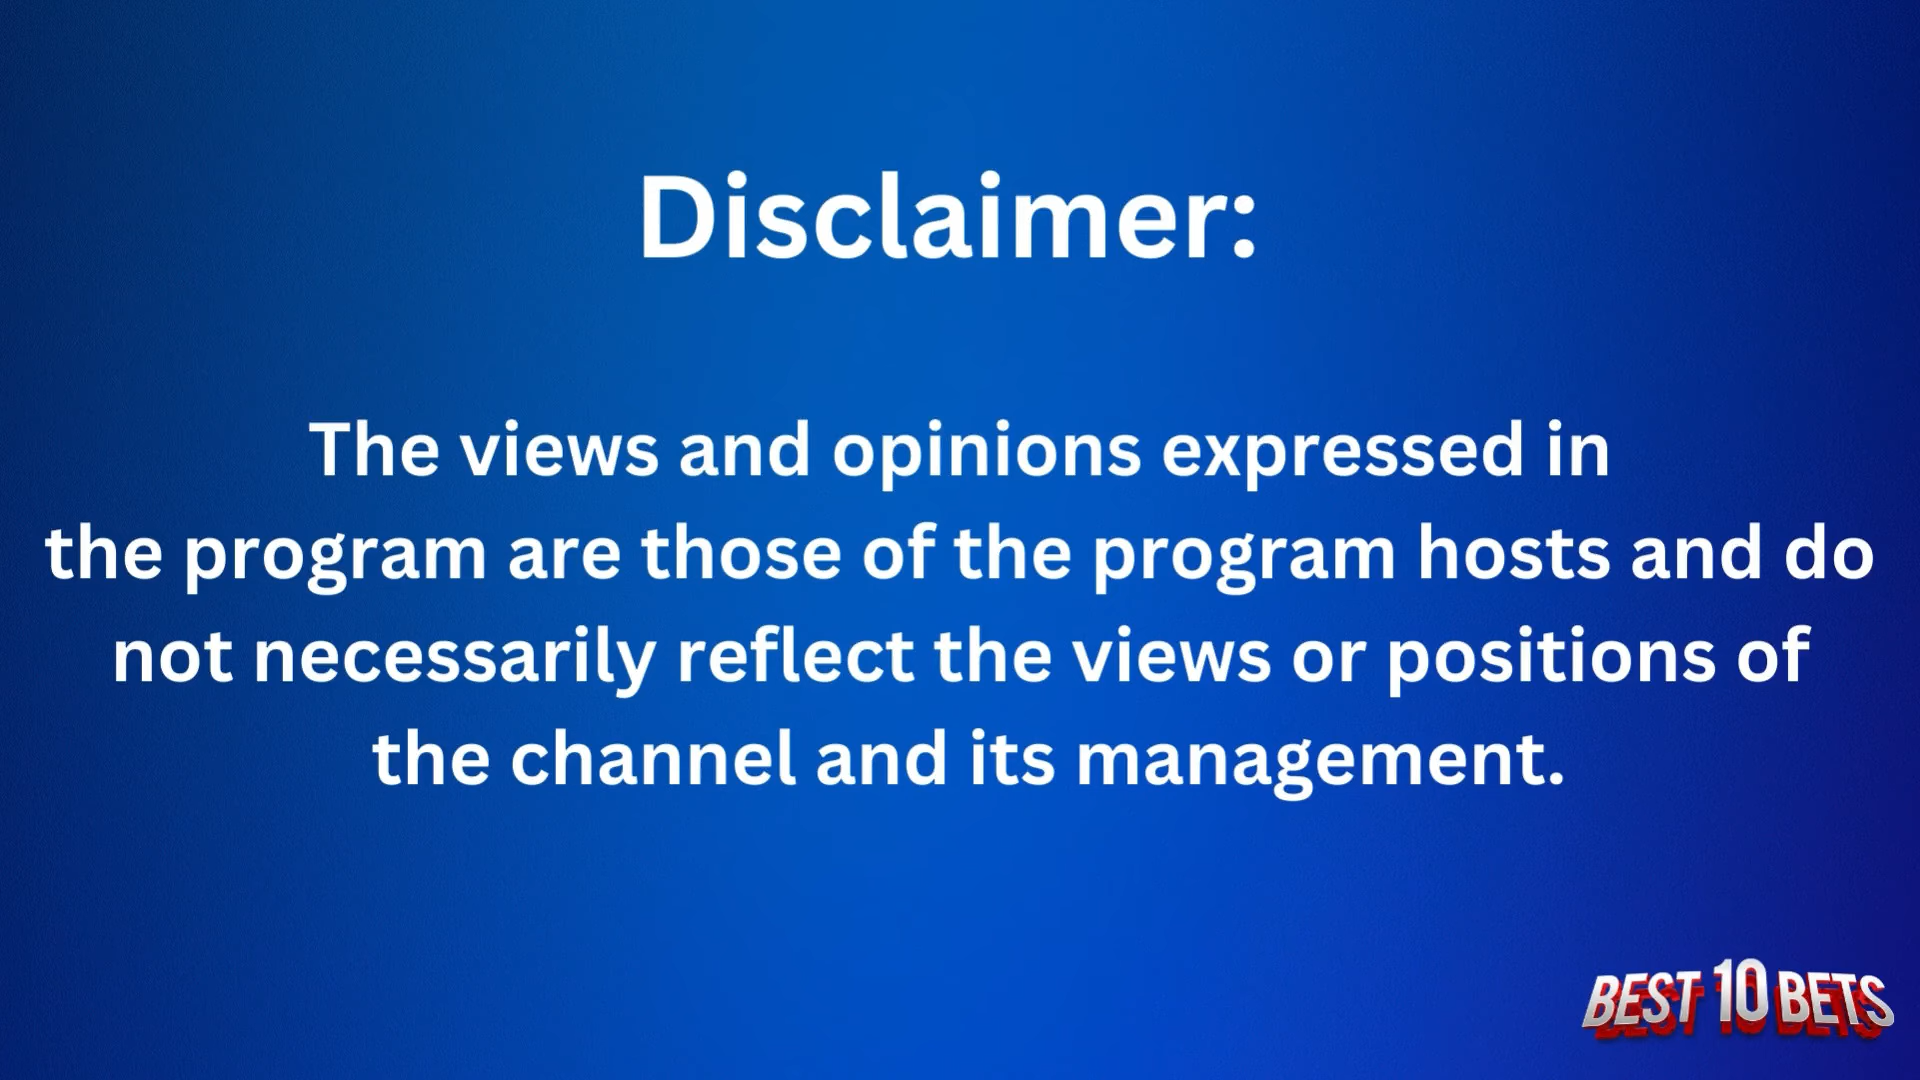 Disclaimer:
The views and opinions expressed in
the program are those of the program hosts and do
not necessarily reflect the views or positions of
the channel and its management.
BEST 10 BETS